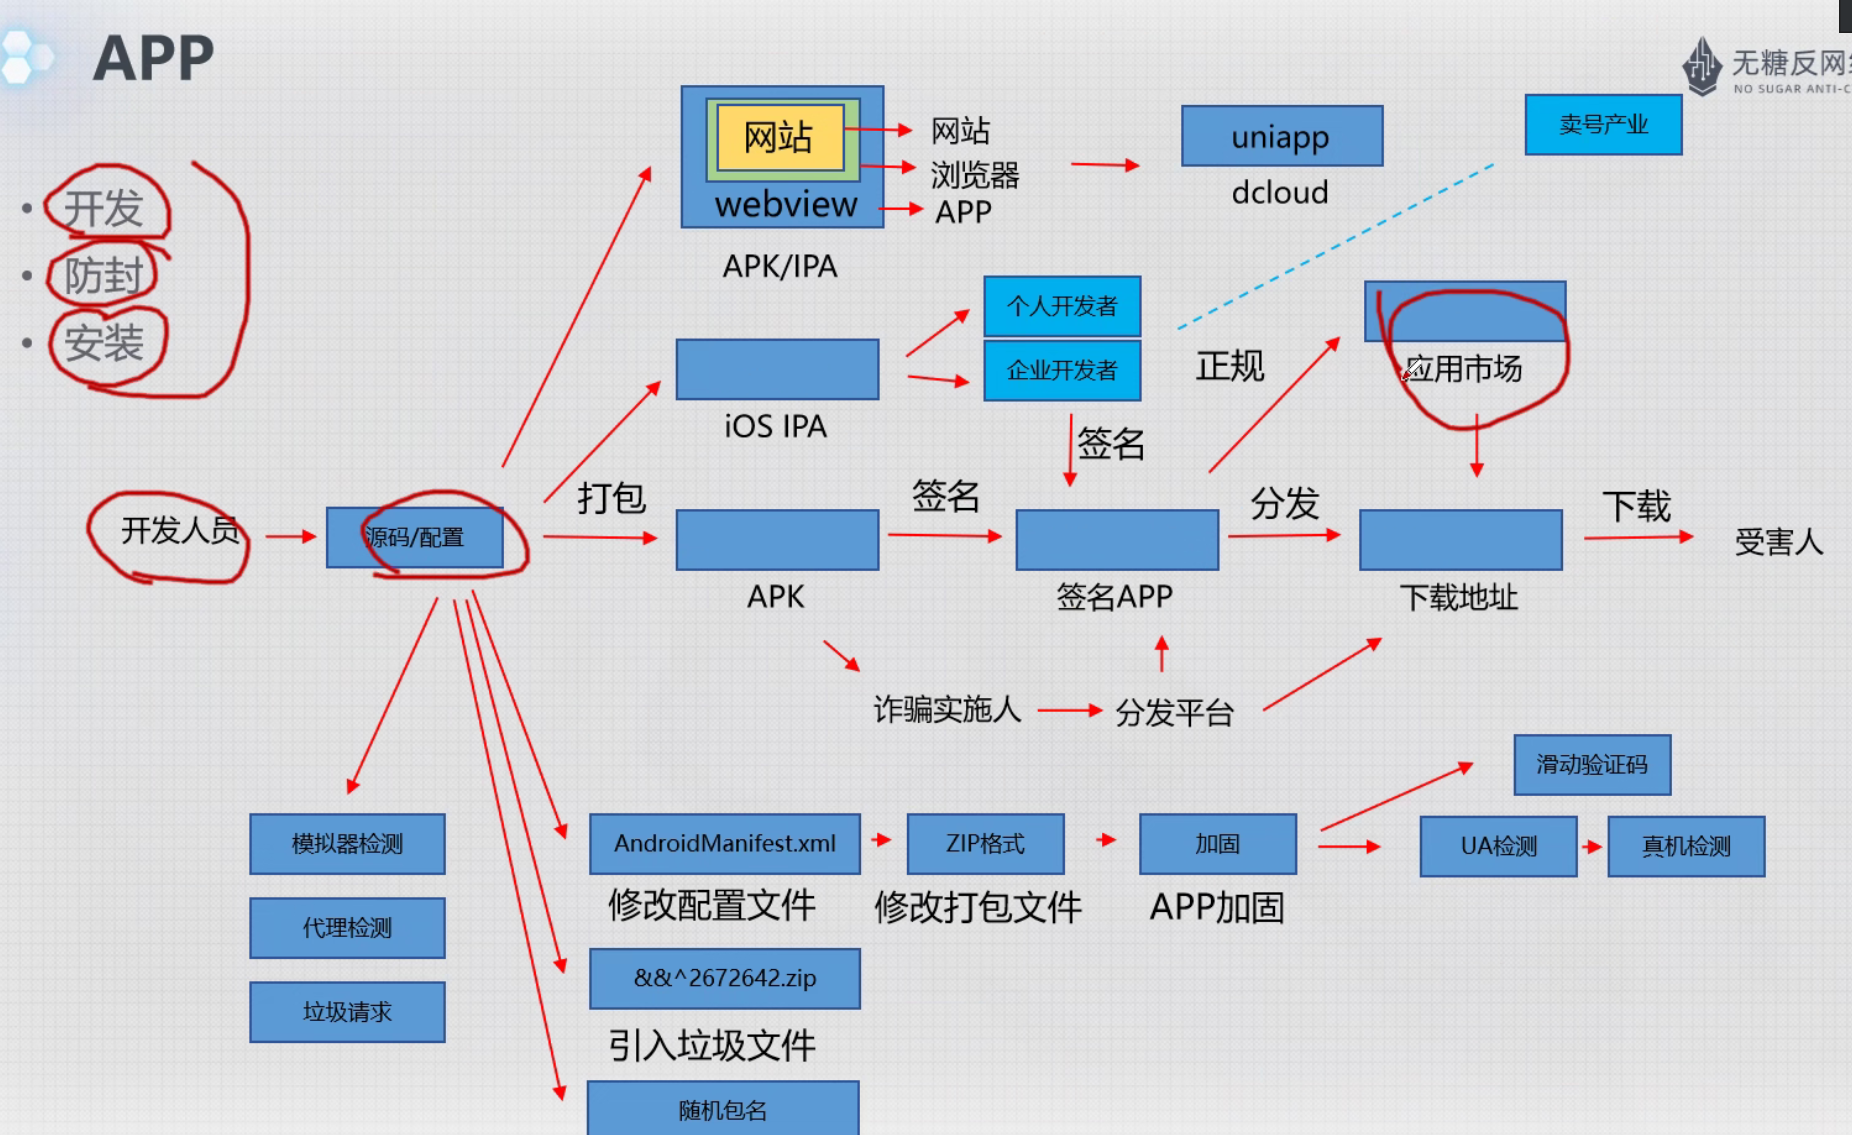 APP
无糖反网
NO SUGAR ANTI-C
开发
防封
安装
网站
webview
APK/IPA
网站
浏览器
APP
uniapp
dcloud
卖号产业
个人开发者
企业开发者
iOS IPA
正规
应用市场
签名
开发人员
源码/配置
打包
签名
分发
下载
受害人
APK
签名APP
下载地址
诈骗实施人
分发平台
滑动验证码
模拟器检测
代理检测
垃圾请求
AndroidManifest.xml
修改配置文件
ZIP格式
修改打包文件
加固
APP加固
UA检测
真机检测
&&^2672642.zip
引入垃圾文件
随机包名